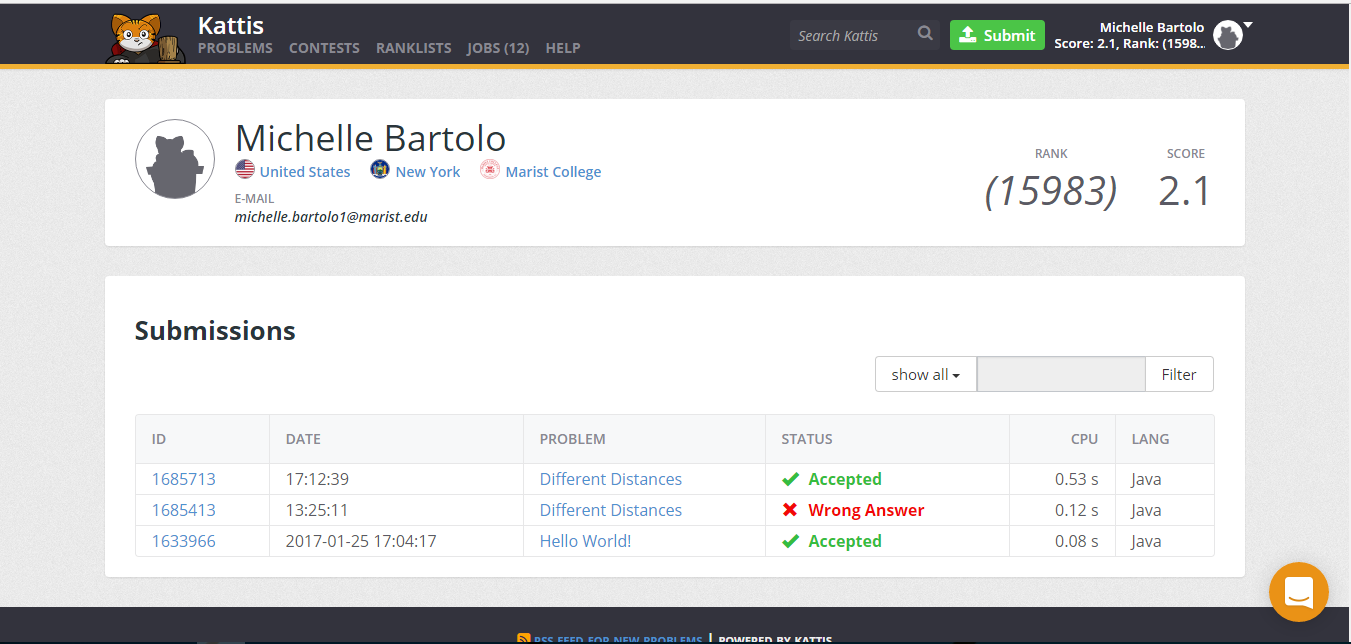 Kattis
PROBLEMS CONTESTS RANKLISTS JOBS (12) HELP
Search Kattis
Submit
Michelle Bartolo
Score: 2.1, Rank: (1598...
Michelle Bartolo
United States New York Marist College
E-MAIL
michelle.bartolo1@marist.edu
RANK SCORE
(15983) 2.1
Submissions
show all Filter
ID DATE PROBLEM STATUS CPU LANG
1685713 17:12:39 Different Distances Accepted 0.53 s Java
1685413 13:25:11 Different Distances Wrong Answer 0.12 s Java
1633966 2017-01-25 17:04:17 Hello World! Accepted 0.08 s Java
RSS FEED FOR NEW PROBLEMS | POWERED BY KATTIS